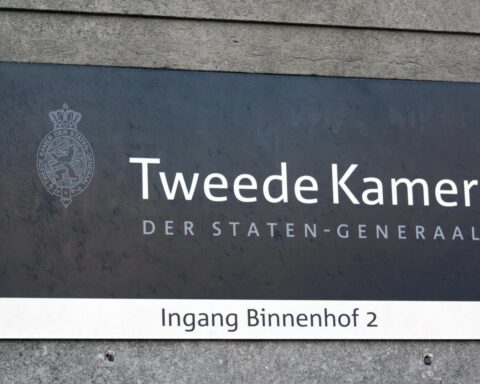 Tweede Kamer
DER STATEN-GENERAAL
Ingang Binnenhof 2